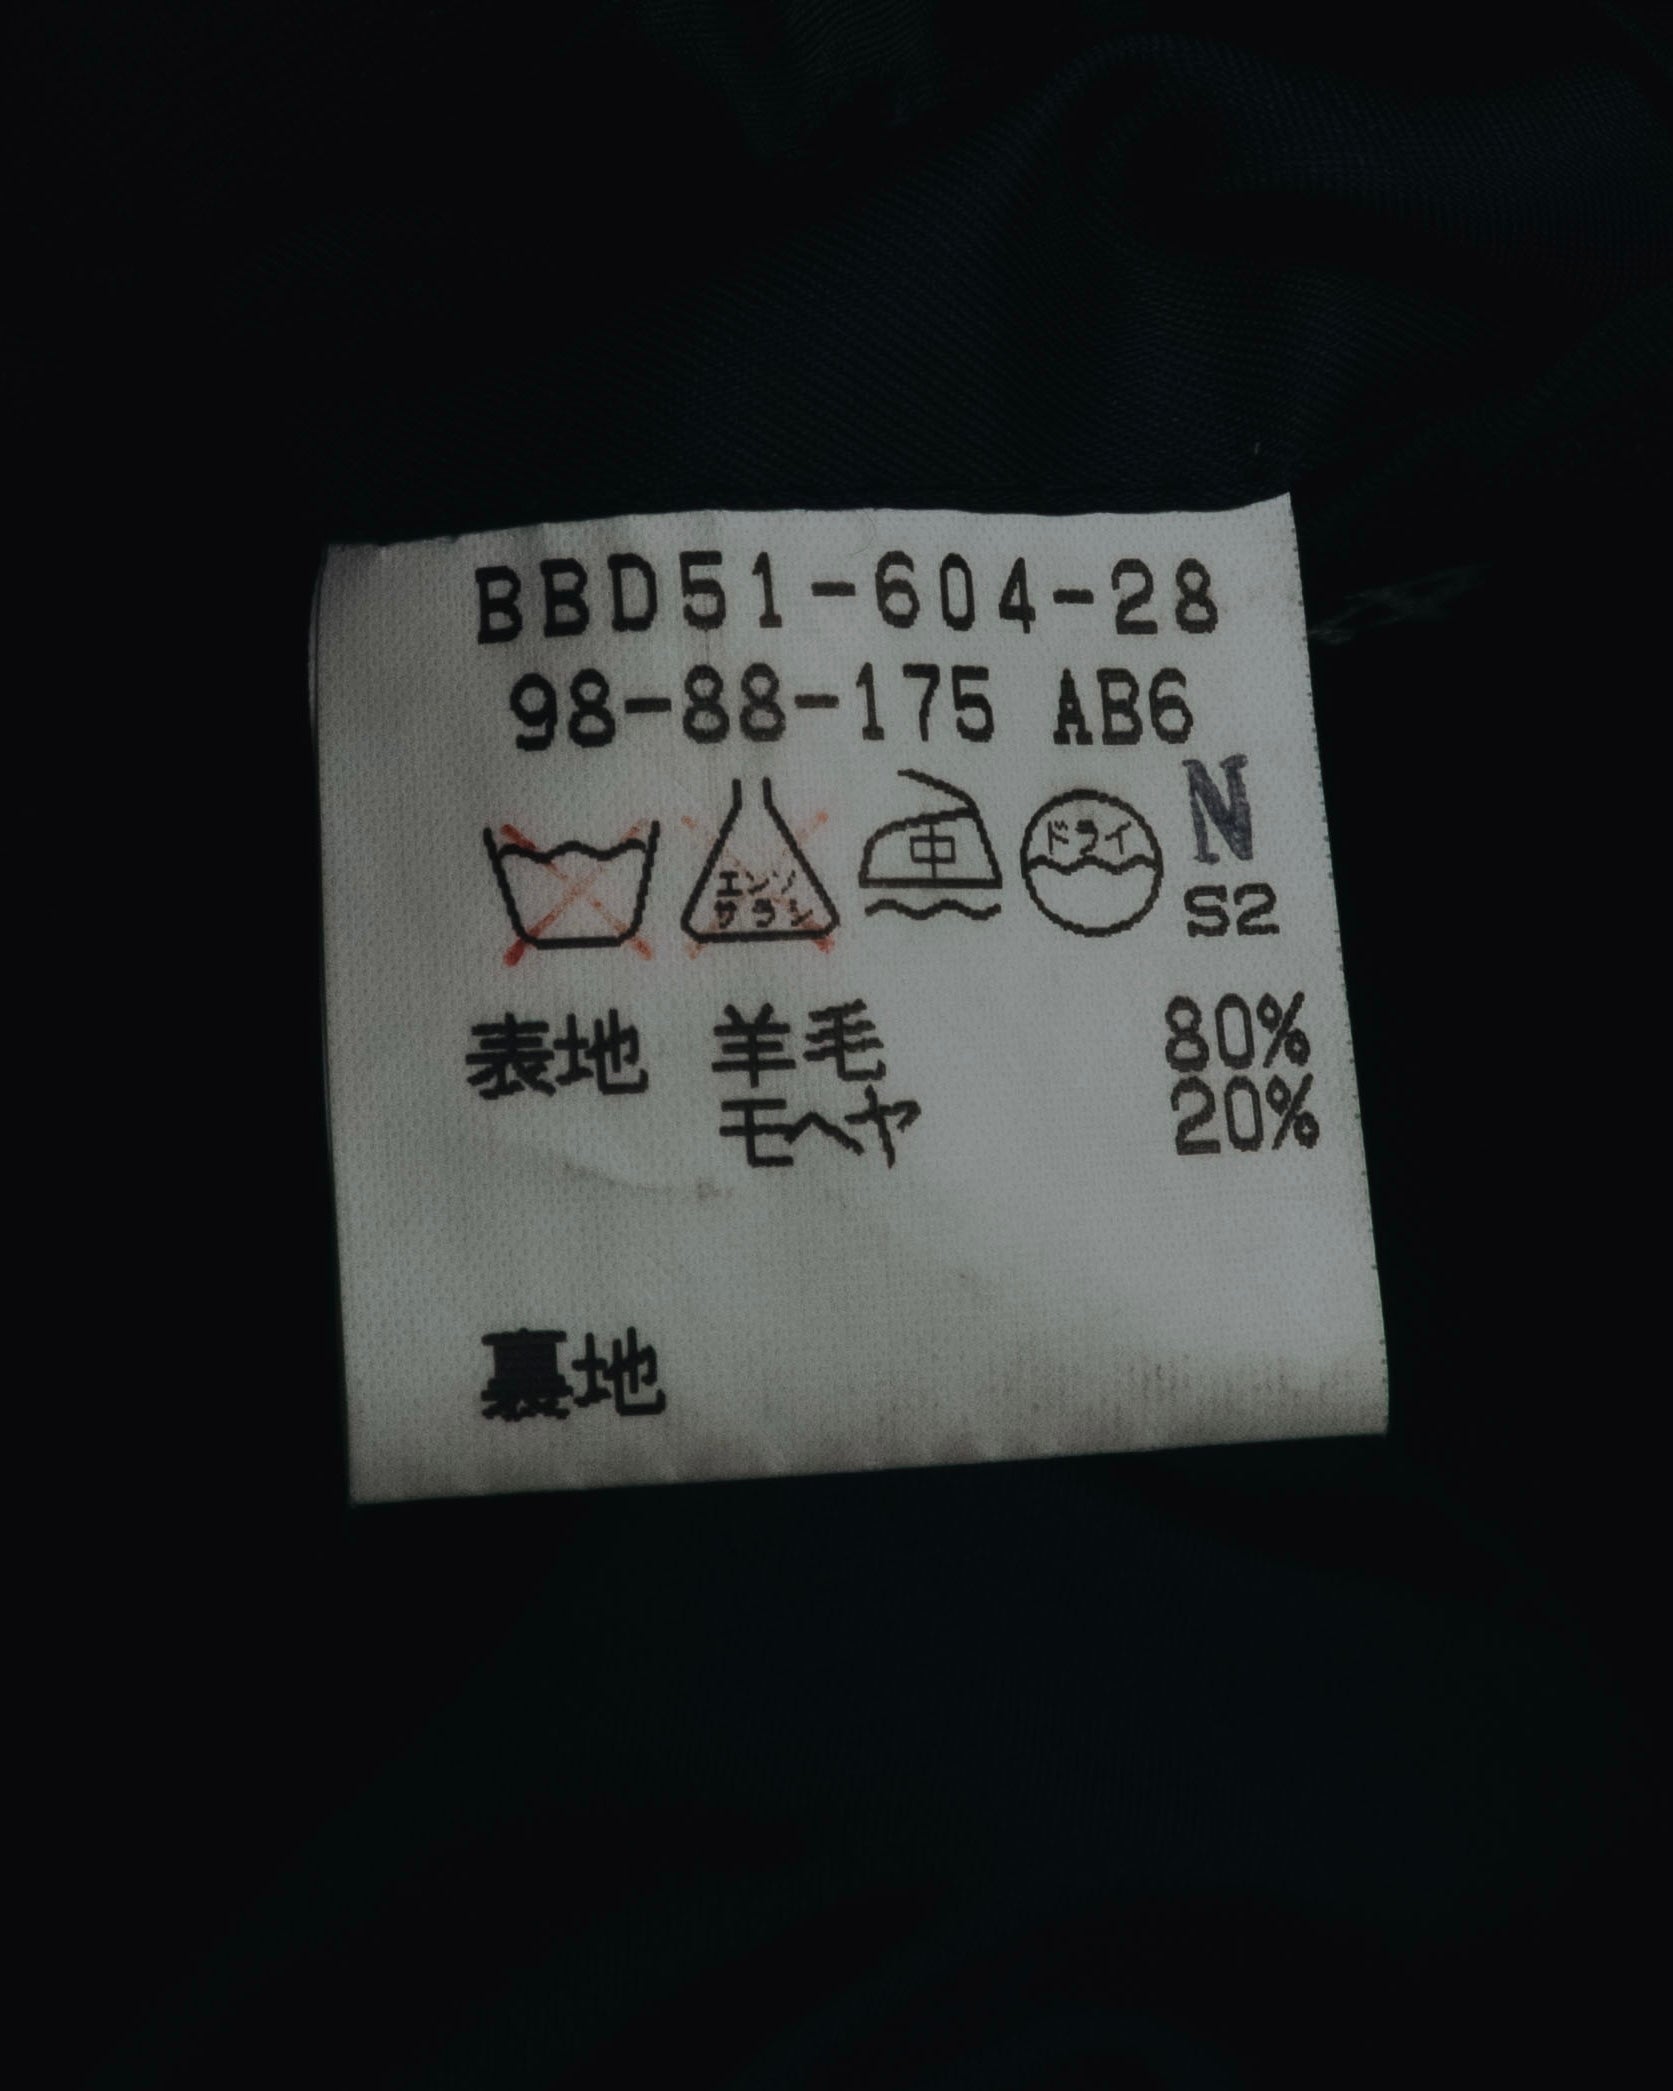 BBD51-604-28
98-88-175 AB6
エンソ
サラシ
中
ドライ
N
S2
表地 羊毛 80%
モヘヤ 20%
裏地